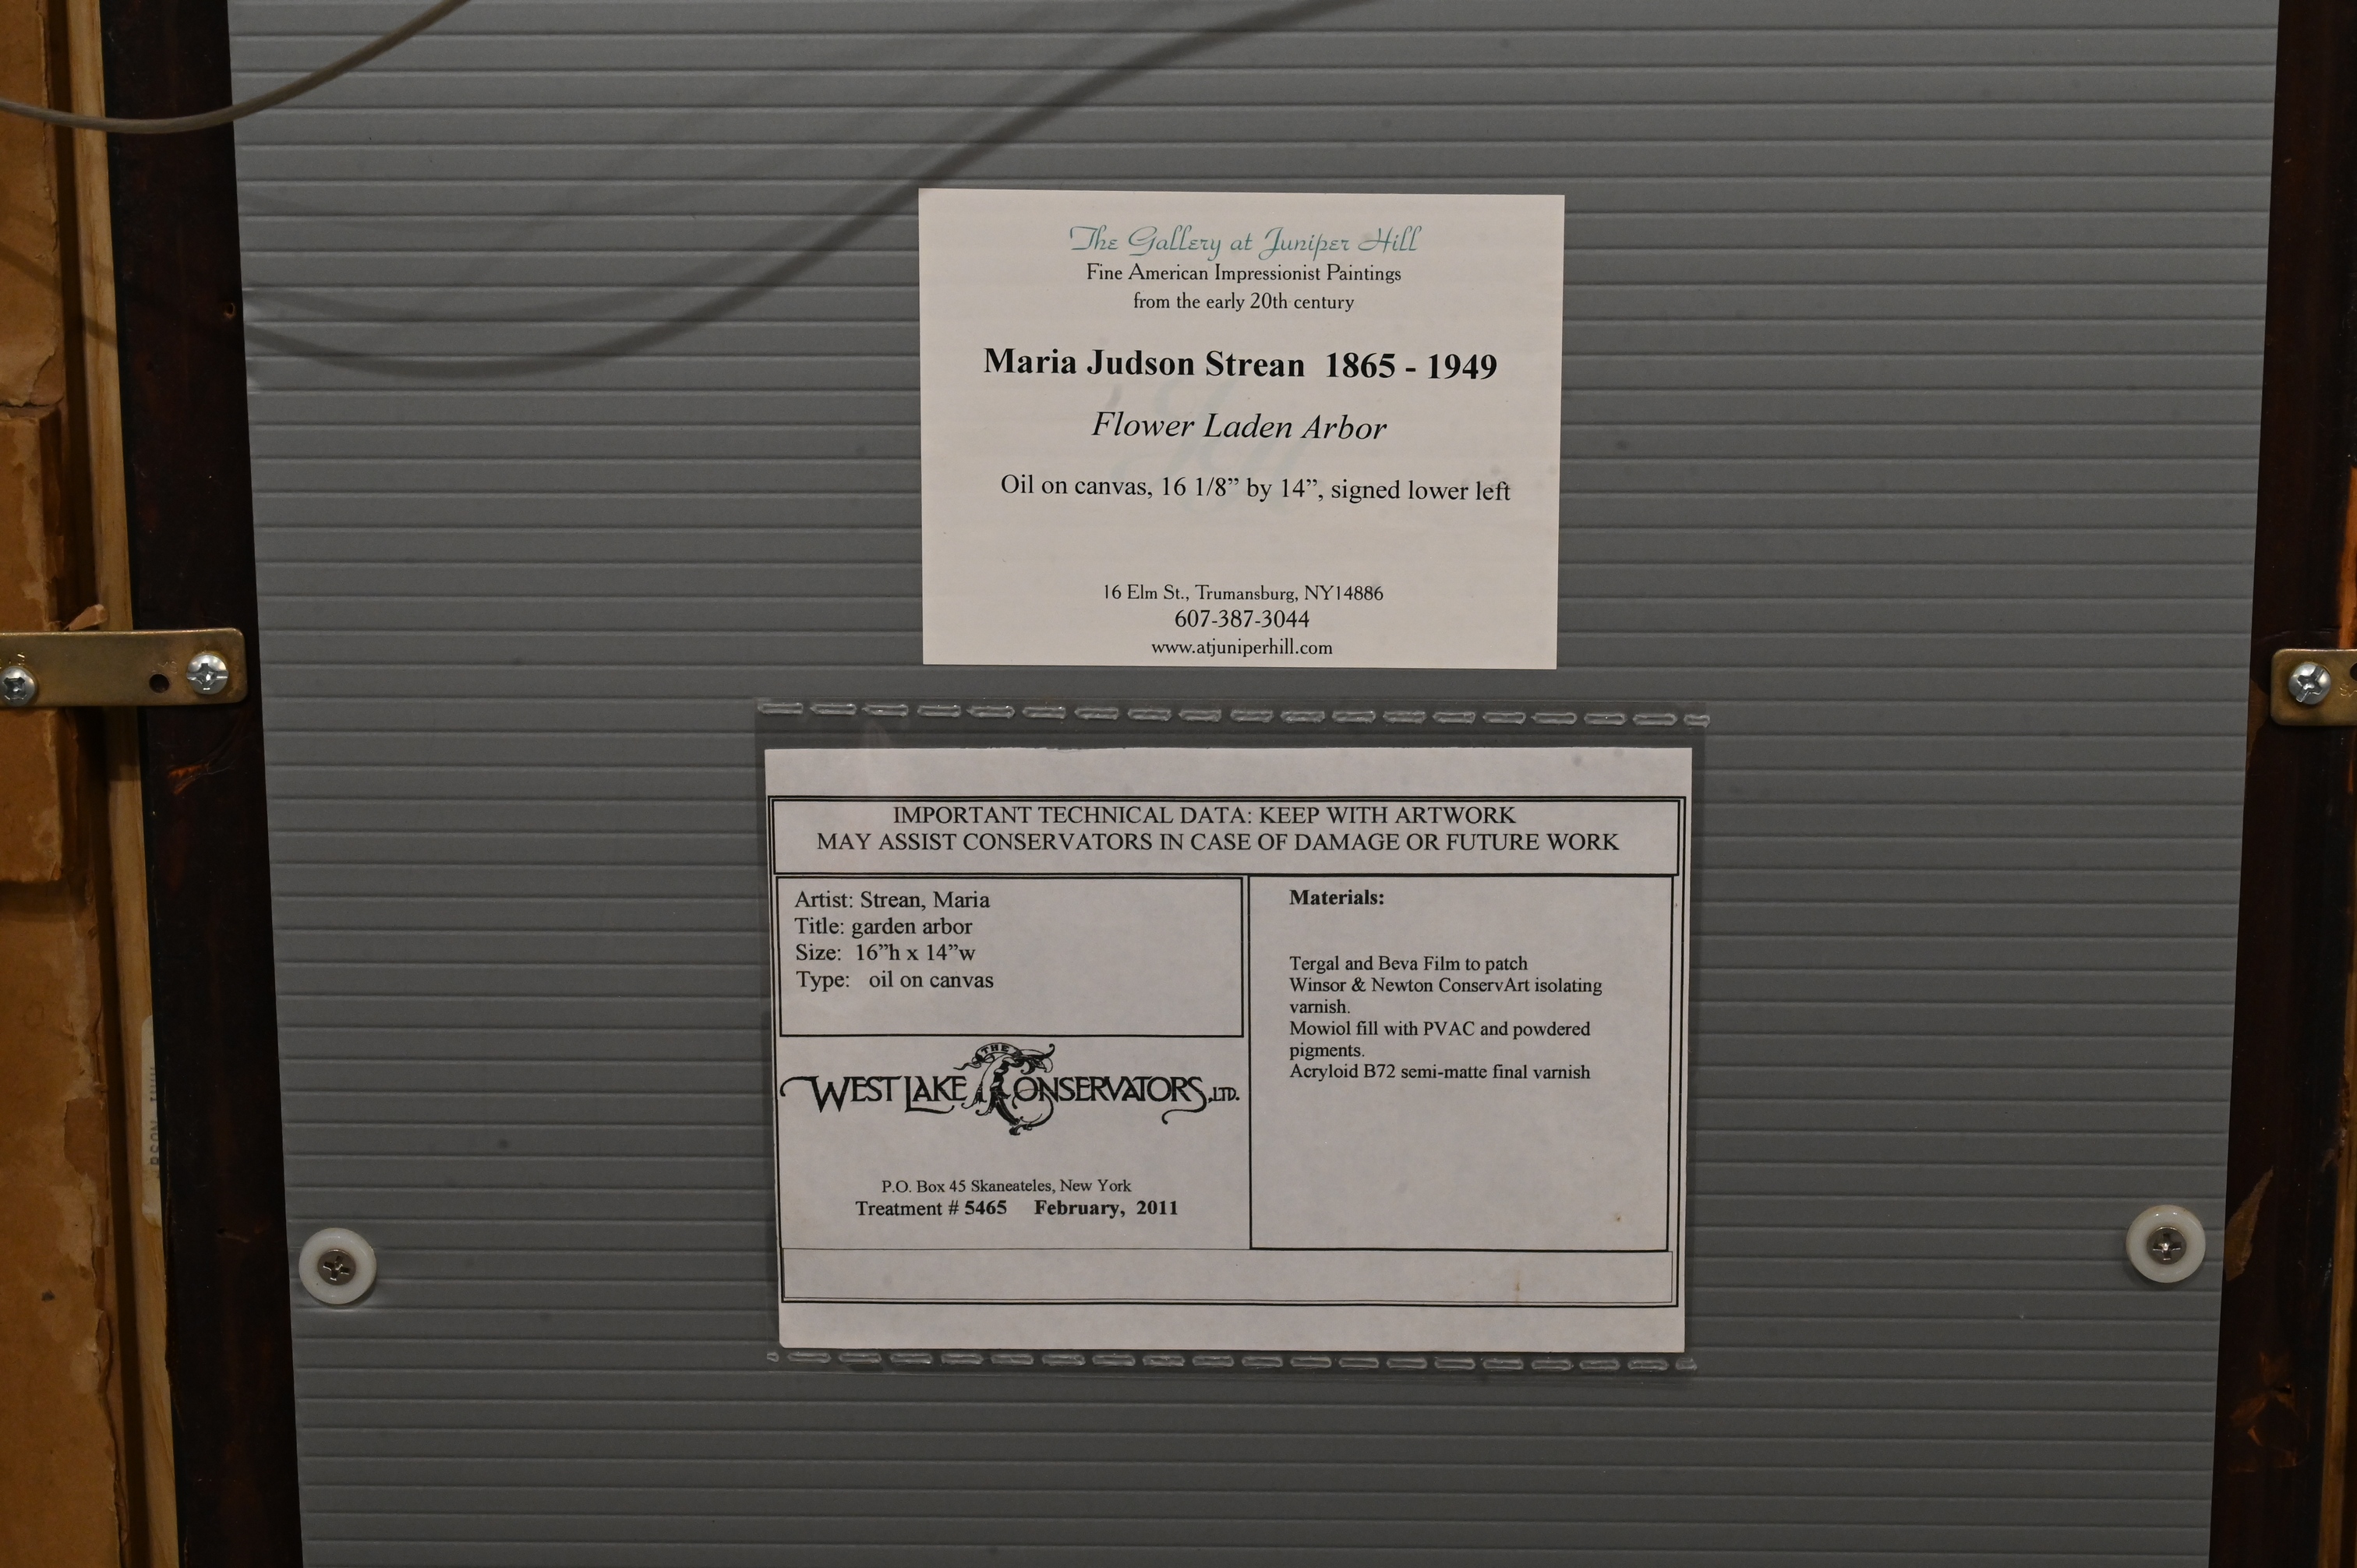 The Gallery at Juniper Hill
Fine American Impressionist Paintings
from the early 20th century
Maria Judson Strean 1865 - 1949
Flower Laden Arbor
Oil on canvas, 16 1/8” by 14”, signed lower left
16 Elm St., Trumansburg, NY14886
607-387-3044
www.atjuniperhill.com
IMPORTANT TECHNICAL DATA: KEEP WITH ARTWORK
MAY ASSIST CONSERVATORS IN CASE OF DAMAGE OR FUTURE WORK
Artist: Strean, Maria
Title: garden arbor
Size: 16”h x 14”w
Type: oil on canvas
THE
WEST LAKE CONSERVATORS, LTD.
P.O. Box 45 Skaneateles, New York
Treatment # 5465 February, 2011
Materials:
Tergal and Beva Film to patch
Winsor & Newton ConservArt isolating
varnish.
Mowiol fill with PVAC and powdered
pigments.
Acryloid B72 semi-matte final varnish